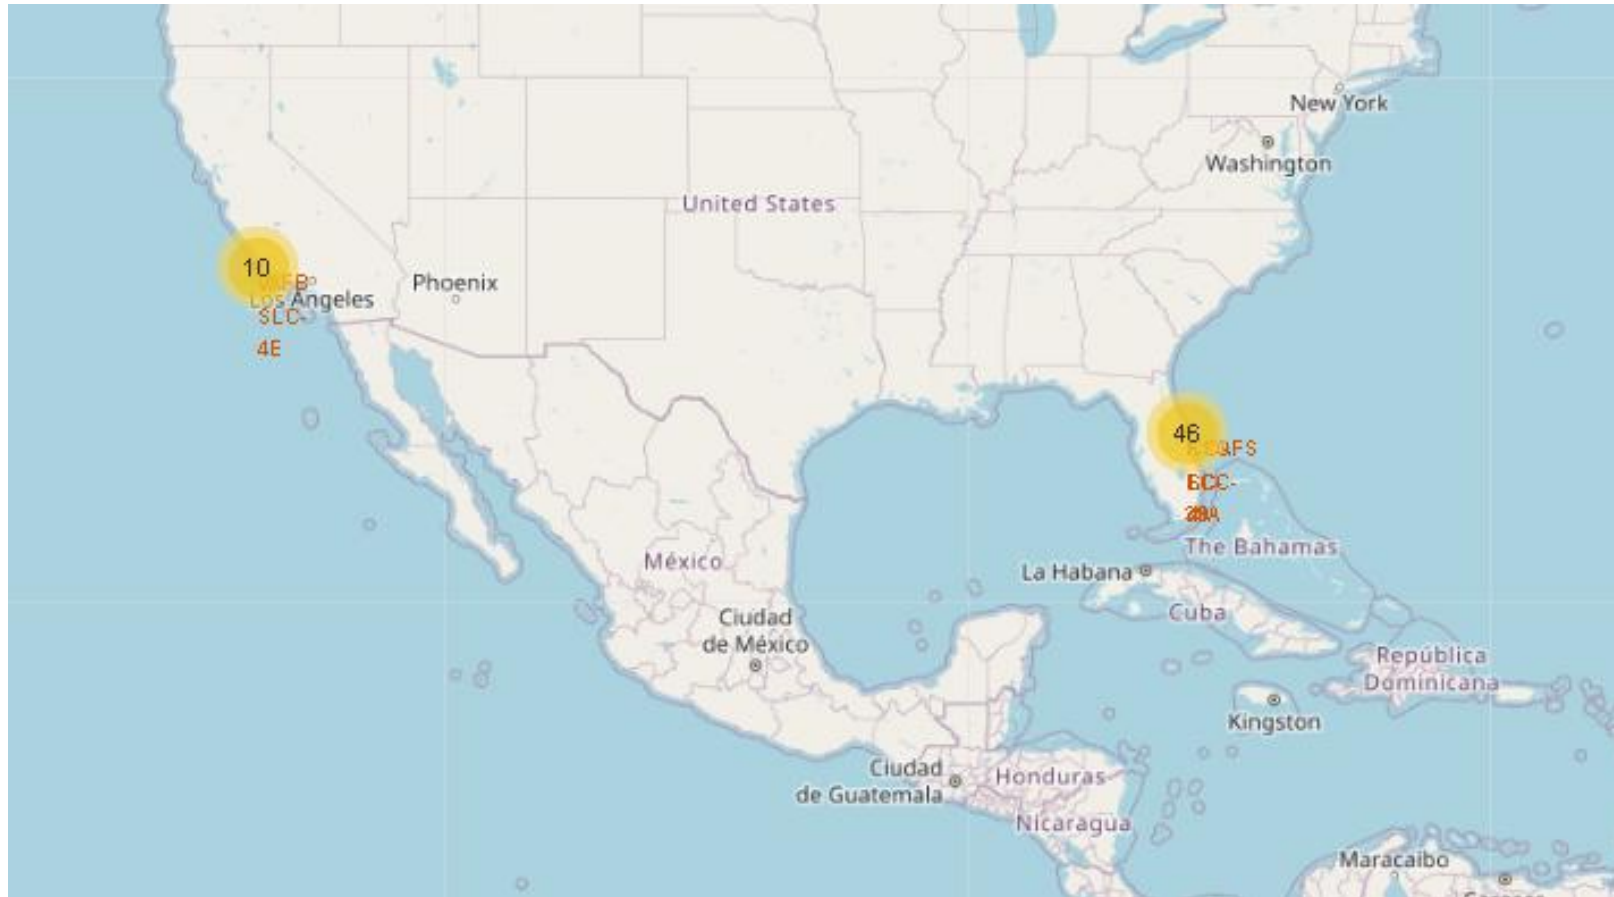 New York
Washington
United States
10
Phoenix
Los Angeles
SLC-
4E
46
México
The Bahamas
La Habana
Cuba
Ciudad
de México
República
Dominicana
Kingston
Ciudad
de Guatemala
Honduras
Nicaragua
Maracaibo